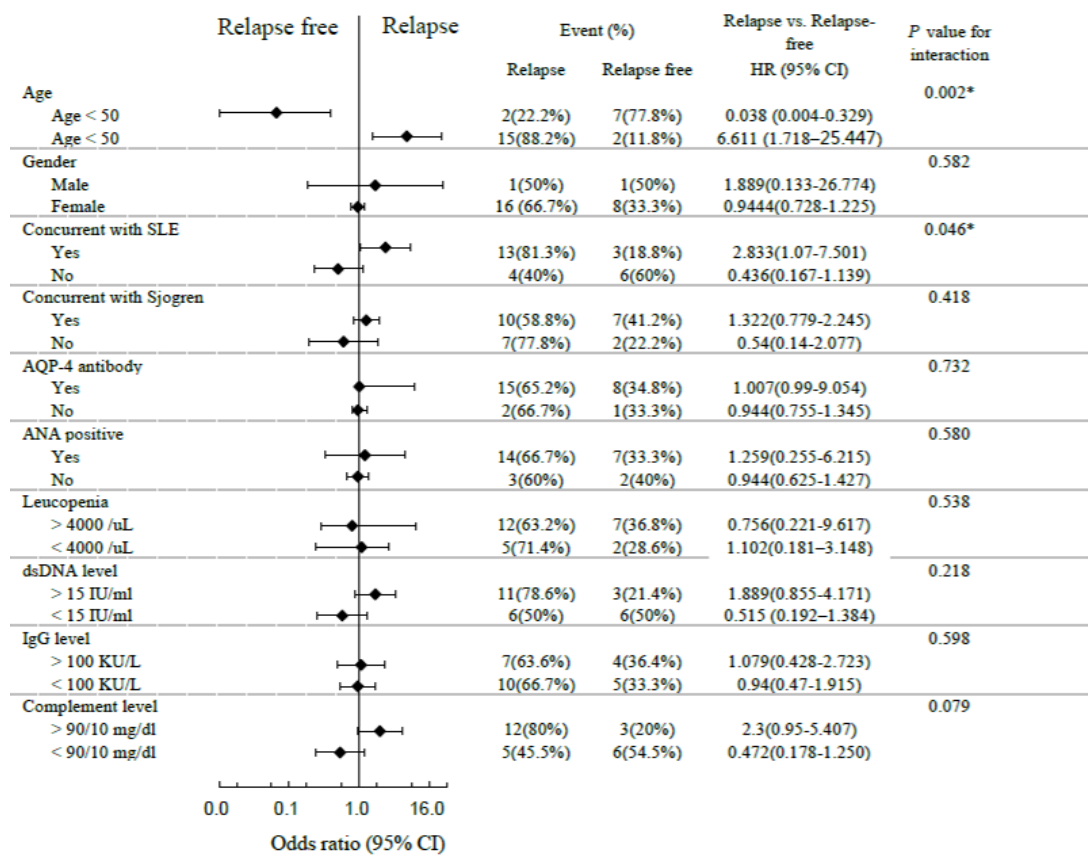 Relapse free Relapse Event (%) Relapse vs. Relapse-free P value for interaction
Relapse Relapse free HR (95% CI)
Age 0.002*
Age < 50 2(22.2%) 7(77.8%) 0.038 (0.004-0.329)
Age < 50 15(88.2%) 2(11.8%) 6.611 (1.718–25.447)
Gender 0.582
Male 1(50%) 1(50%) 1.889(0.133-26.774)
Female 16 (66.7%) 8(33.3%) 0.9444(0.728-1.225)
Concurrent with SLE 0.046*
Yes 13(81.3%) 3(18.8%) 2.833(1.07-7.501)
No 4(40%) 6(60%) 0.436(0.167-1.139)
Concurrent with Sjogren 0.418
Yes 10(58.8%) 7(41.2%) 1.322(0.779-2.245)
No 7(77.8%) 2(22.2%) 0.54(0.14-2.077)
AQP-4 antibody 0.732
Yes 15(65.2%) 8(34.8%) 1.007(0.99-9.054)
No 2(66.7%) 1(33.3%) 0.944(0.755-1.345)
ANA positive 0.580
Yes 14(66.7%) 7(33.3%) 1.259(0.255-6.215)
No 3(60%) 2(40%) 0.944(0.625-1.427)
Leucopenia 0.538
> 4000 /uL 12(63.2%) 7(36.8%) 0.756(0.221-9.617)
< 4000 /uL 5(71.4%) 2(28.6%) 1.102(0.181–3.148)
dsDNA level 0.218
> 15 IU/ml 11(78.6%) 3(21.4%) 1.889(0.855-4.171)
< 15 IU/ml 6(50%) 6(50%) 0.515 (0.192–1.384)
IgG level 0.598
> 100 KU/L 7(63.6%) 4(36.4%) 1.079(0.428-2.723)
< 100 KU/L 10(66.7%) 5(33.3%) 0.94(0.47-1.915)
Complement level 0.079
> 90/10 mg/dl 12(80%) 3(20%) 2.3(0.95-5.407)
< 90/10 mg/dl 5(45.5%) 6(54.5%) 0.472(0.178-1.250)
0.0 0.1 1.0 16.0
Odds ratio (95% CI)